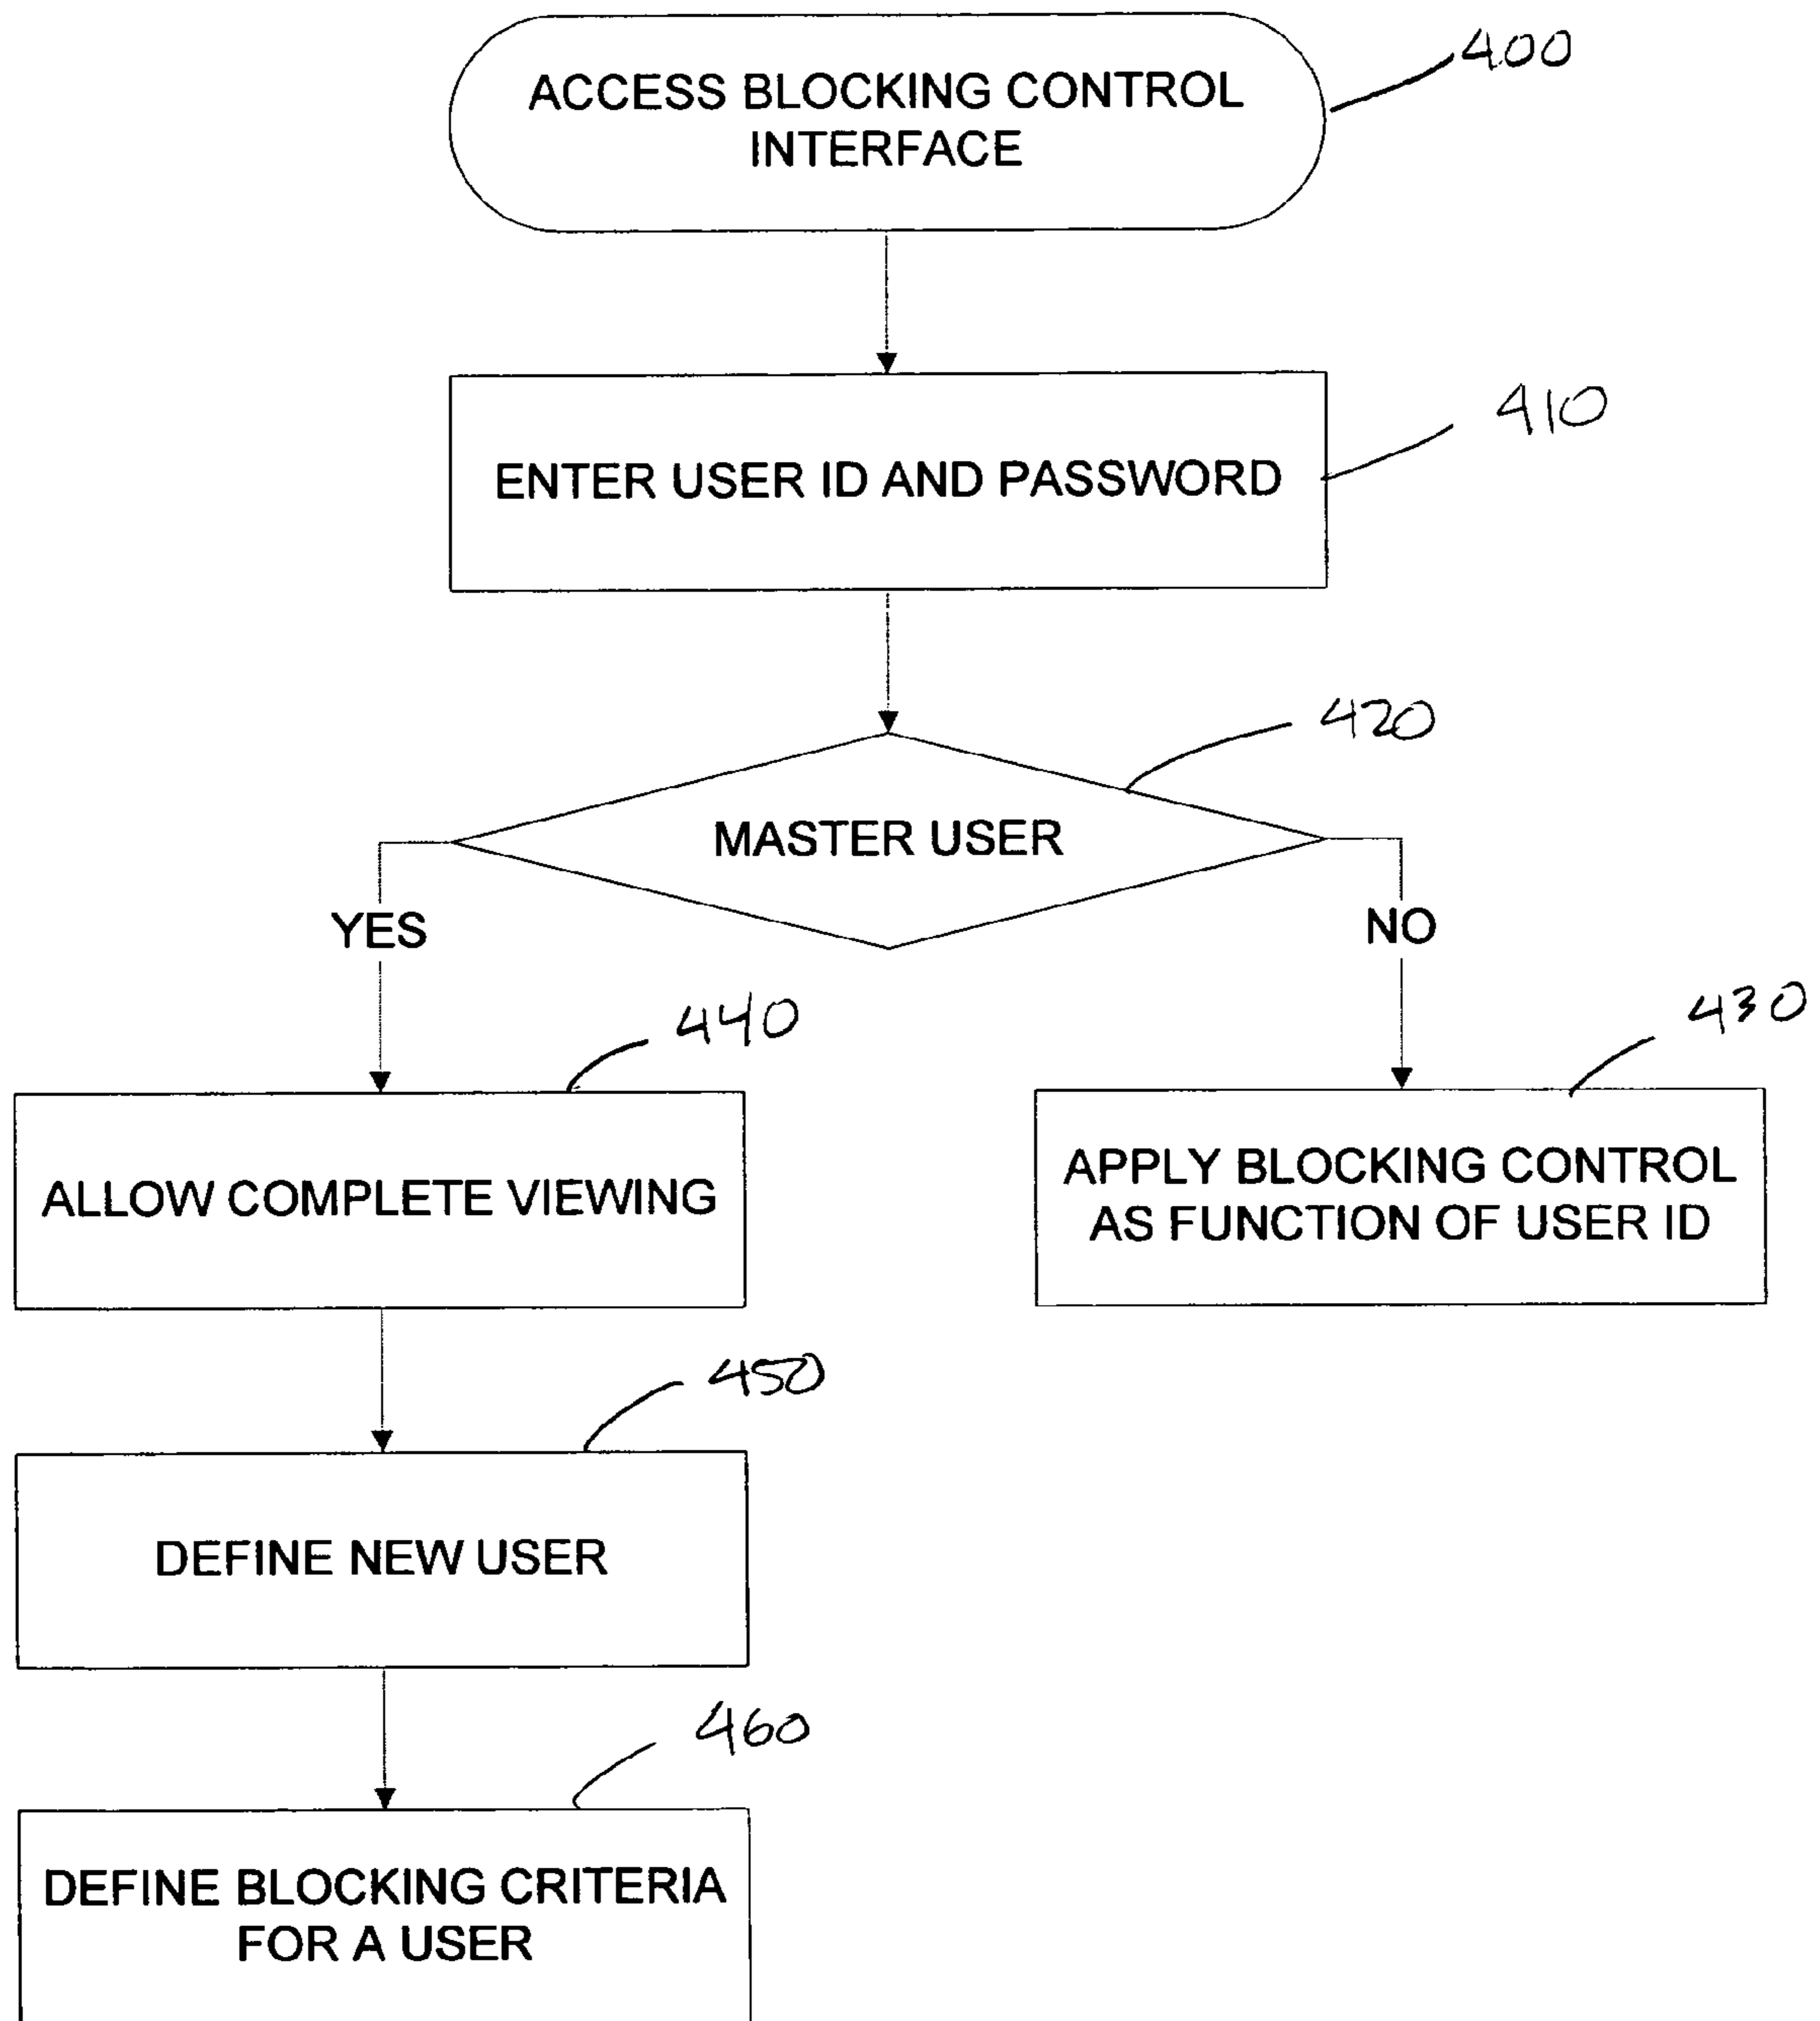 ACCESS BLOCKING CONTROL
INTERFACE
400
ENTER USER ID AND PASSWORD
410
MASTER USER
420
YES
NO
440
430
ALLOW COMPLETE VIEWING
APPLY BLOCKING CONTROL
AS FUNCTION OF USER ID
450
DEFINE NEW USER
460
DEFINE BLOCKING CRITERIA
FOR A USER